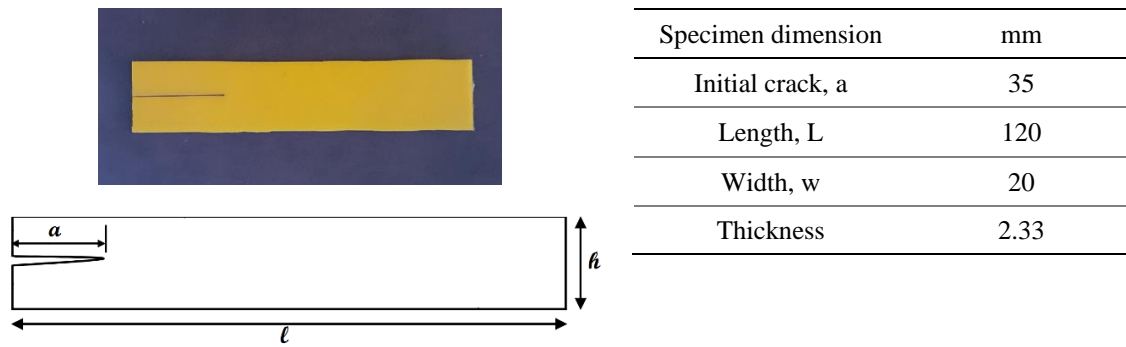 Specimen dimension mm
Initial crack, a 35
Length, L 120
Width, w 20
Thickness 2.33
a
h
ℓ